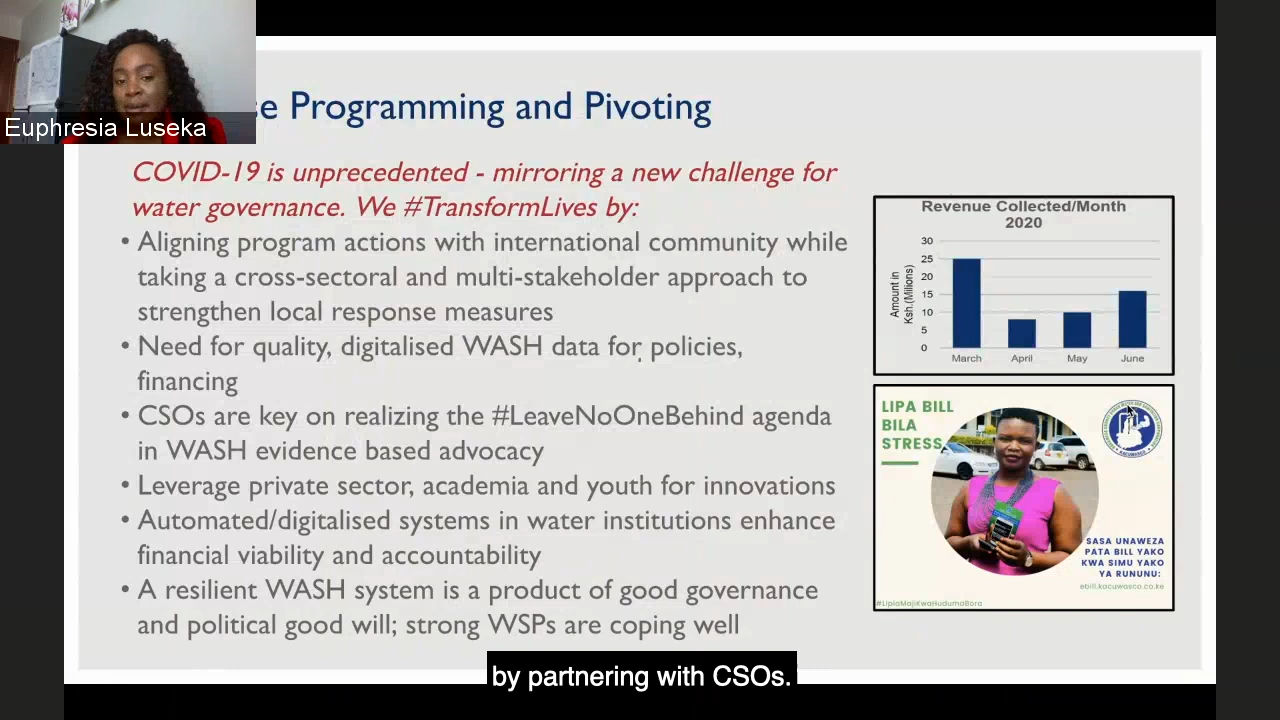 Euphresia Luseka
se Programming and Pivoting
COVID-19 is unprecedented - mirroring a new challenge for
water governance. We #TransformLives by:
• Aligning program actions with international community while
taking a cross-sectoral and multi-stakeholder approach to
strengthen local response measures
• Need for quality, digitalised WASH data for policies,
financing
• CSOs are key on realizing the #LeaveNoOneBehind agenda
in WASH evidence based advocacy
• Leverage private sector, academia and youth for innovations
• Automated/digitalised systems in water institutions enhance
financial viability and accountability
• A resilient WASH system is a product of good governance
and political good will; strong WSPs are coping well
Revenue Collected/Month
2020
Amount in
Ksh.(Milions)
30
25
20
15
10
5
0
March April May June
LIPA BILL
BILA
STRESS
KACUWASCO
SASA UNAWEZA
PATA BILL YAKO
KWA SIMU YAKO
YA RUNUNU:
ebill.kacuwasco.co.ke
#LipiaMajiKwaHudumaBora
by partnering with CSOs.